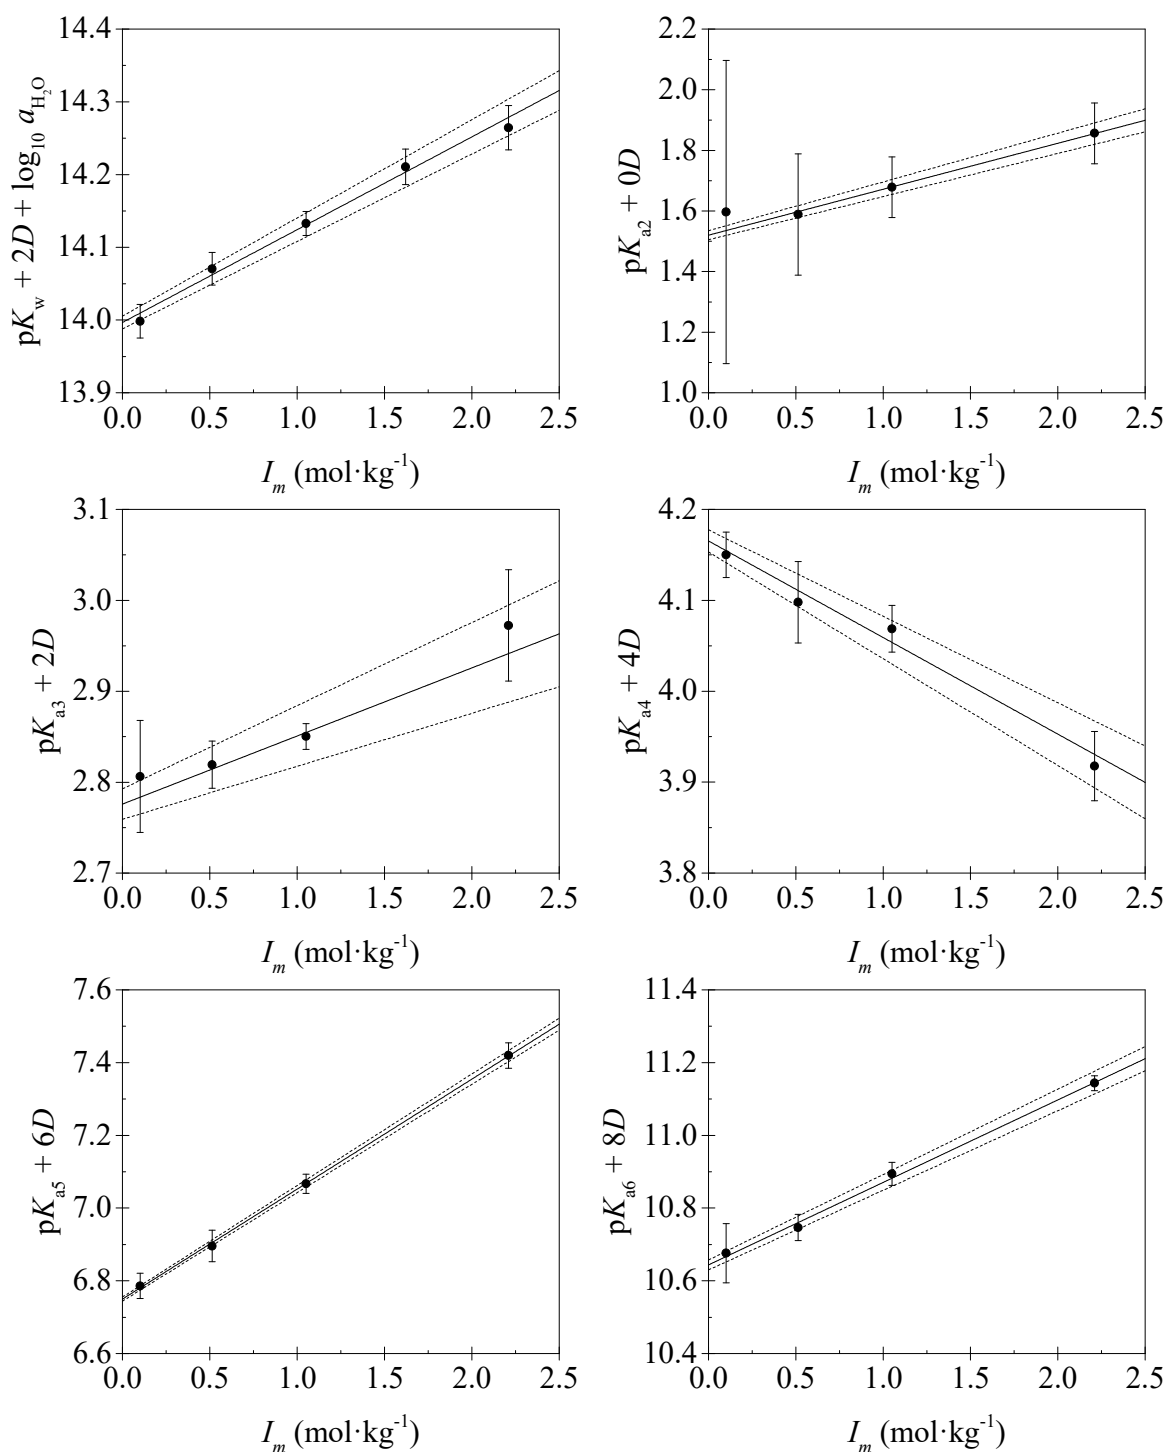 pK_w + 2D + log_10 a_H2O
14.4
14.3
14.2
14.1
14.0
13.9
0.0 0.5 1.0 1.5 2.0 2.5
I_m (mol·kg^-1)
pK_a2 + 0D
2.2
2.0
1.8
1.6
1.4
1.2
1.0
0.0 0.5 1.0 1.5 2.0 2.5
I_m (mol·kg^-1)
pK_a3 + 2D
3.1
3.0
2.9
2.8
2.7
0.0 0.5 1.0 1.5 2.0 2.5
I_m (mol·kg^-1)
pK_a4 + 4D
4.2
4.1
4.0
3.9
3.8
0.0 0.5 1.0 1.5 2.0 2.5
I_m (mol·kg^-1)
pK_a5 + 6D
7.6
7.4
7.2
7.0
6.8
6.6
0.0 0.5 1.0 1.5 2.0 2.5
I_m (mol·kg^-1)
pK_a6 + 8D
11.4
11.2
11.0
10.8
10.6
10.4
0.0 0.5 1.0 1.5 2.0 2.5
I_m (mol·kg^-1)